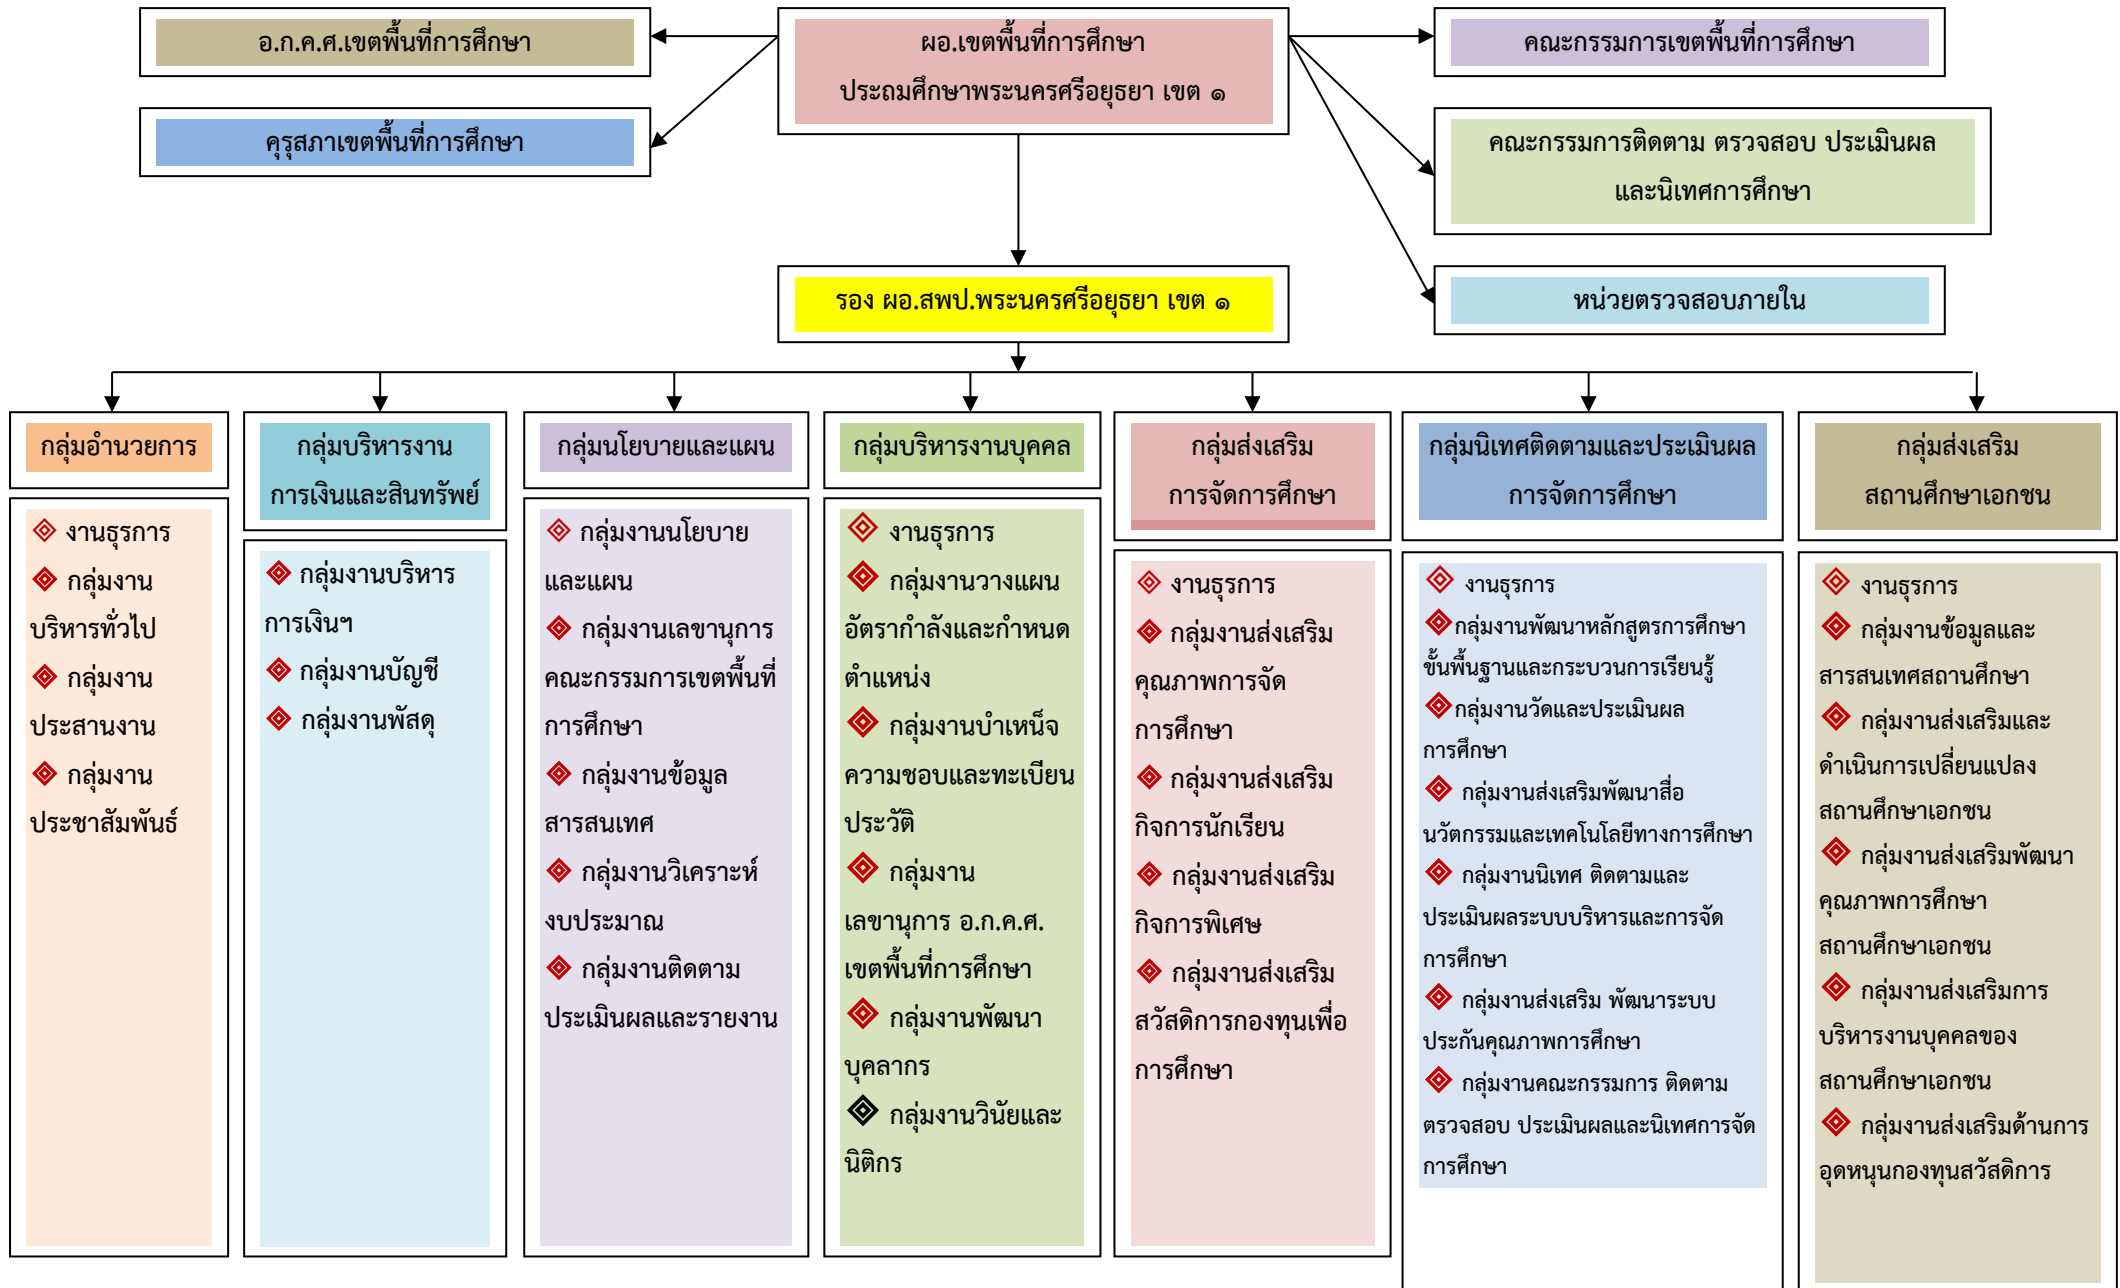 อ.ก.ค.ศ.เขตพื้นที่การศึกษา
ผอ.เขตพื้นที่การศึกษา
ประถมศึกษาพระนครศรีอยุธยา เขต ๑
คณะกรรมการเขตพื้นที่การศึกษา
คุรุสภาเขตพื้นที่การศึกษา
คณะกรรมการติดตาม ตรวจสอบ ประเมินผล
และนิเทศการศึกษา
รอง ผอ.สพป.พระนครศรีอยุธยา เขต ๑
หน่วยตรวจสอบภายใน
กลุ่มอำนวยการ
งานธุรการ
กลุ่มงาน
บริหารทั่วไป
กลุ่มงาน
ประสานงาน
กลุ่มงาน
ประชาสัมพันธ์
กลุ่มบริหารงาน
การเงินและสินทรัพย์
กลุ่มงานบริหาร
การเงินฯ
กลุ่มงานบัญชี
กลุ่มงานพัสดุ
กลุ่มนโยบายและแผน
กลุ่มงานนโยบาย
และแผน
กลุ่มงานเลขานุการ
คณะกรรมการเขตพื้นที่
การศึกษา
กลุ่มงานข้อมูล
สารสนเทศ
กลุ่มงานวิเคราะห์
งบประมาณ
กลุ่มงานติดตาม
ประเมินผลและรายงาน
กลุ่มบริหารงานบุคคล
งานธุรการ
กลุ่มงานวางแผน
อัตรากำลังและกำหนด
ตำแหน่ง
กลุ่มงานบำเหน็จ
ความชอบและทะเบียน
ประวัติ
กลุ่มงาน
เลขานุการ อ.ก.ค.ศ.
เขตพื้นที่การศึกษา
กลุ่มงานพัฒนา
บุคลากร
กลุ่มงานวินัยและ
นิติกร
กลุ่มส่งเสริม
การจัดการศึกษา
งานธุรการ
กลุ่มงานส่งเสริม
คุณภาพการจัด
การศึกษา
กลุ่มงานส่งเสริม
กิจการนักเรียน
กลุ่มงานส่งเสริม
กิจการพิเศษ
กลุ่มงานส่งเสริม
สวัสดิการกองทุนเพื่อ
การศึกษา
กลุ่มนิเทศติดตามและประเมินผล
การจัดการศึกษา
งานธุรการ
กลุ่มงานพัฒนาหลักสูตรการศึกษา
ขั้นพื้นฐานและกระบวนการเรียนรู้
กลุ่มงานวัดและประเมินผล
การศึกษา
กลุ่มงานส่งเสริมพัฒนาสื่อ
นวัตกรรมและเทคโนโลยีทางการศึกษา
กลุ่มงานนิเทศ ติดตามและ
ประเมินผลระบบบริหารและการจัด
การศึกษา
กลุ่มงานส่งเสริม พัฒนาระบบ
ประกันคุณภาพการศึกษา
กลุ่มงานคณะกรรมการ ติดตาม
ตรวจสอบ ประเมินผลและนิเทศการจัด
การศึกษา
กลุ่มส่งเสริม
สถานศึกษาเอกชน
งานธุรการ
กลุ่มงานข้อมูลและ
สารสนเทศสถานศึกษา
กลุ่มงานส่งเสริมและ
ดำเนินการเปลี่ยนแปลง
สถานศึกษาเอกชน
กลุ่มงานส่งเสริมพัฒนา
คุณภาพการศึกษา
สถานศึกษาเอกชน
กลุ่มงานส่งเสริมการ
บริหารงานบุคคลของ
สถานศึกษาเอกชน
กลุ่มงานส่งเสริมด้านการ
อุดหนุนกองทุนสวัสดิการ